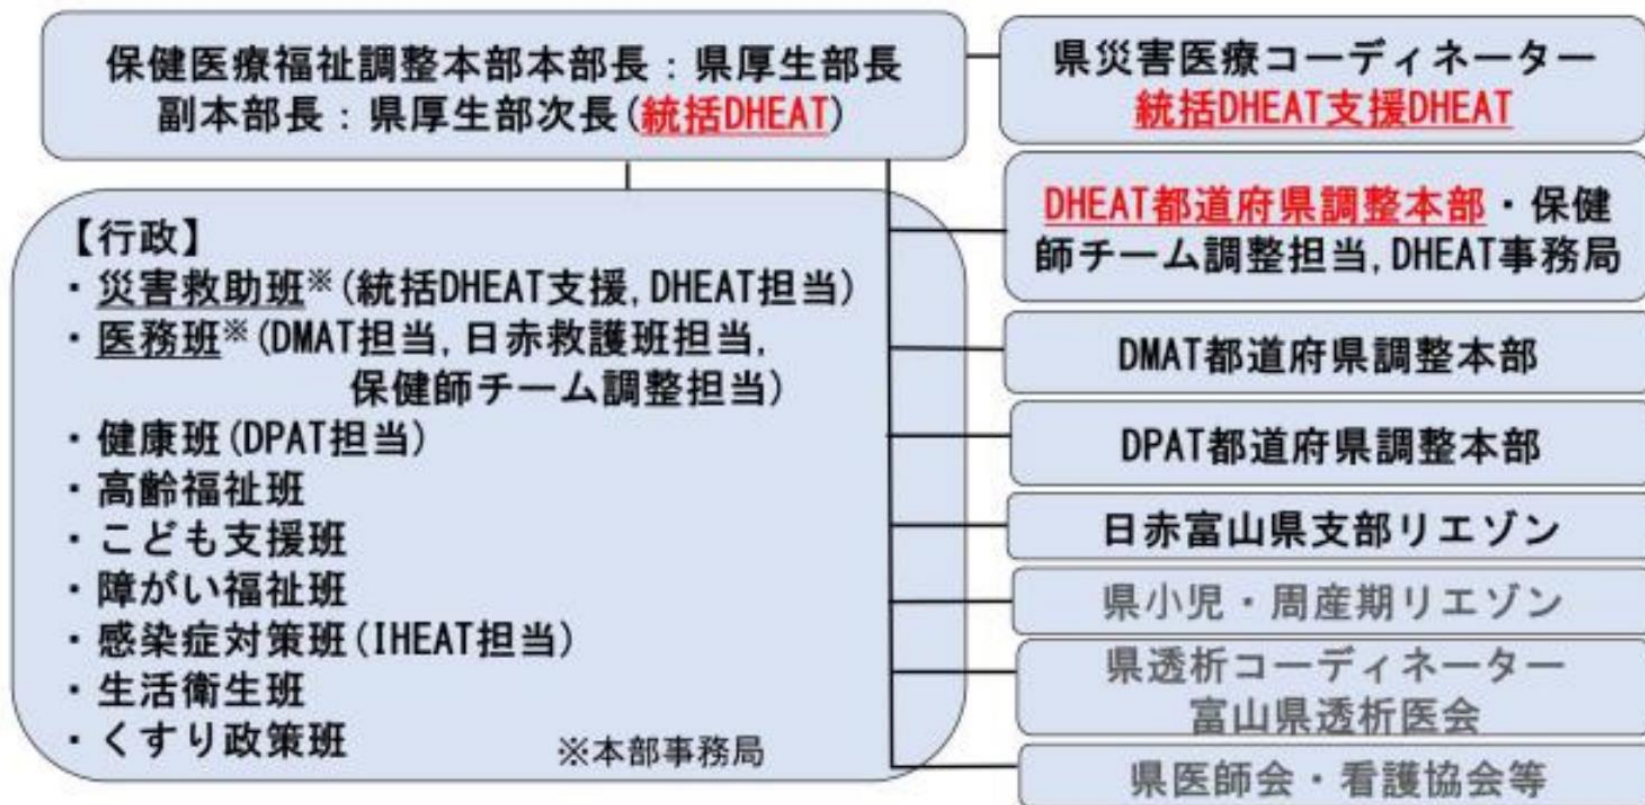 保健医療福祉調整本部本部長：県厚生部長
副本部長：県厚生部次長(統括DHEAT)
【行政】
・災害救助班※(統括DHEAT支援,DHEAT担当)
・医務班※(DMAT担当,日赤救護班担当,
保健師チーム調整担当)
・健康班(DPAT担当)
・高齢福祉班
・こども支援班
・障がい福祉班
・感染症対策班(IHEAT担当)
・生活衛生班
・くすり政策班
※本部事務局
県災害医療コーディネーター
統括DHEAT支援DHEAT
DHEAT都道府県調整本部・保健
師チーム調整担当,DHEAT事務局
DMAT都道府県調整本部
DPAT都道府県調整本部
日赤富山県支部リエゾン
県小児・周産期リエゾン
県透析コーディネーター
富山県透析医会
県医師会・看護協会等